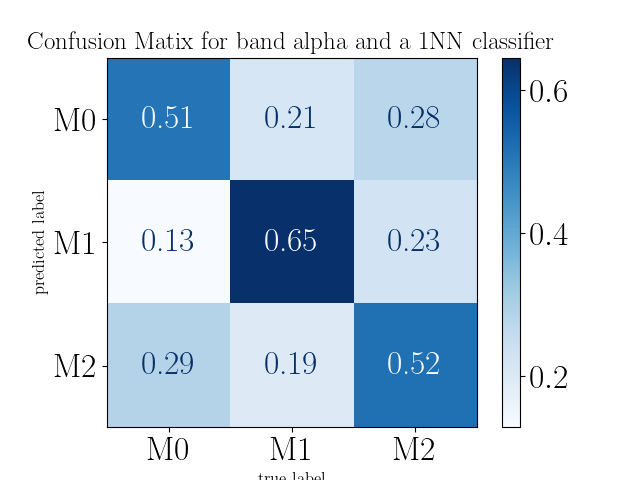 Confusion Matix for band alpha and a 1NN classifier
M0 0.51 0.21 0.28
M1 0.13 0.65 0.23
M2 0.29 0.19 0.52
M0 M1 M2
predicted label
true label
0.6
0.4
0.2